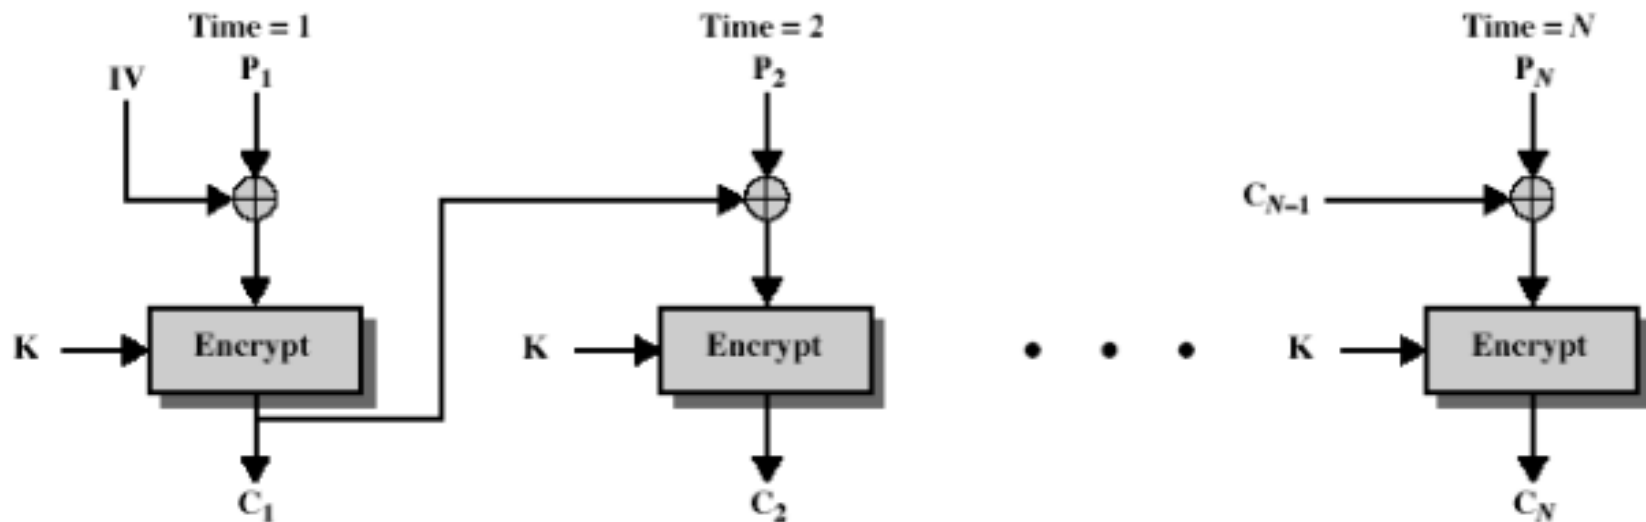 Time = 1
Time = 2
Time = N
IV
P1
P2
PN
CN–1
K
Encrypt
K
Encrypt
K
Encrypt
C1
C2
CN